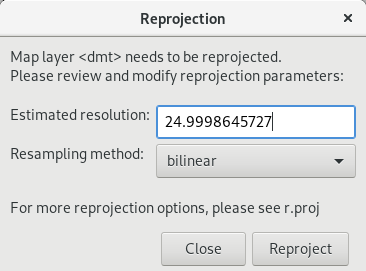 Reprojection
Map layer <dmt> needs to be reprojected.
Please review and modify reprojection parameters:
Estimated resolution: 24.9998645727
Resampling method: bilinear
For more reprojection options, please see r.proj
Close Reproject